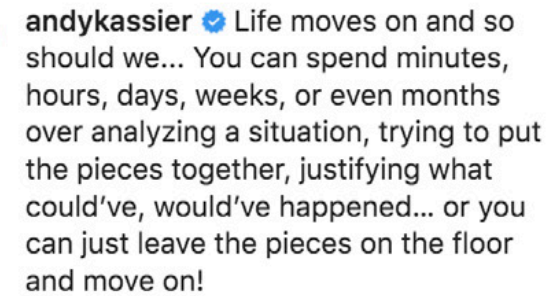 andykassier Life moves on and so
should we... You can spend minutes,
hours, days, weeks, or even months
over analyzing a situation, trying to put
the pieces together, justifying what
could've, would've happened... or you
can just leave the pieces on the floor
and move on!